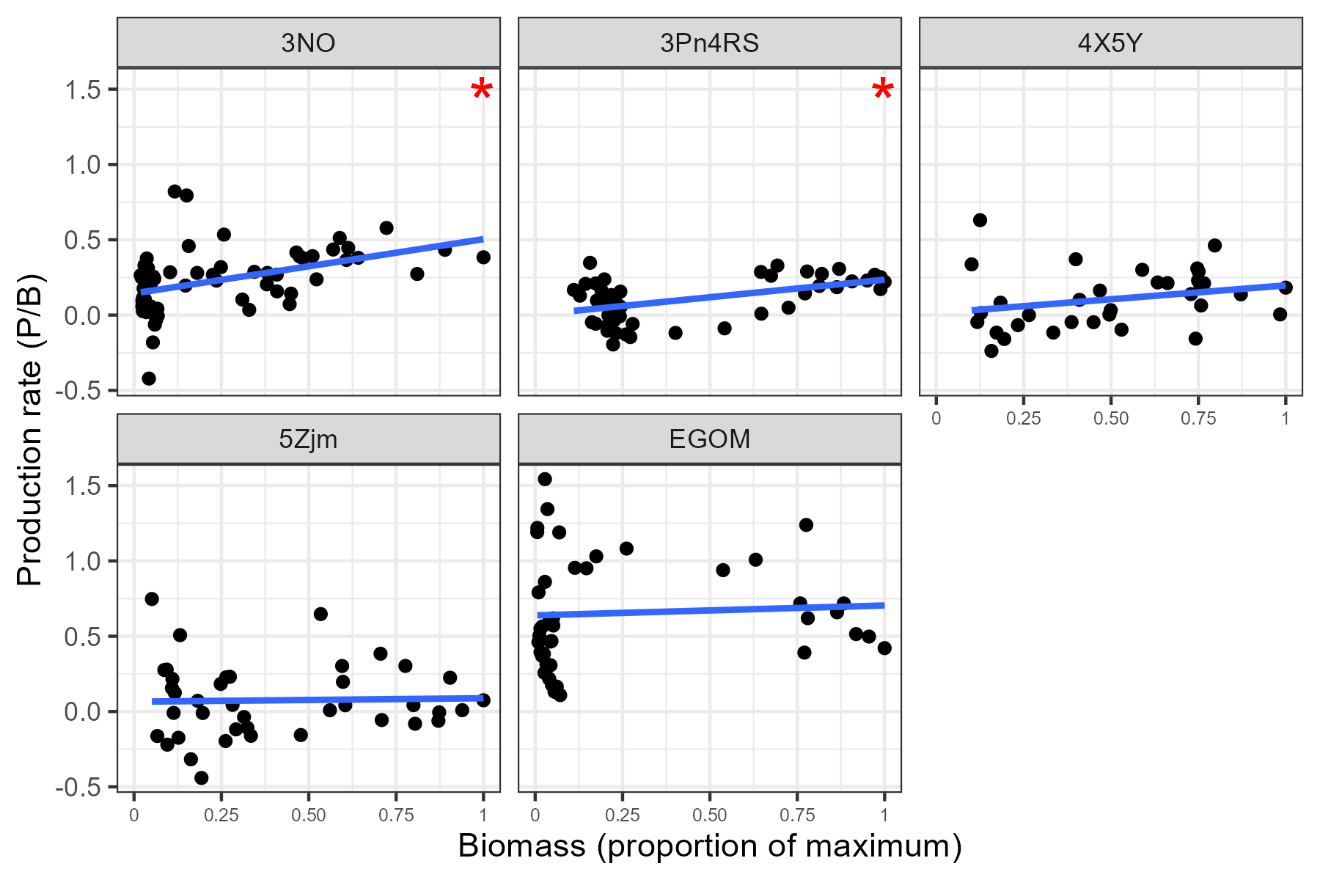 3NO 3Pn4RS 4X5Y
* *
1.5
1.0
0.5
0.0
-0.5
0 0.25 0.50 0.75 1
5Zjm EGOM
1.5
1.0
0.5
0.0
-0.5
0 0.25 0.50 0.75 1 0 0.25 0.50 0.75 1
Production rate (P/B)
Biomass (proportion of maximum)